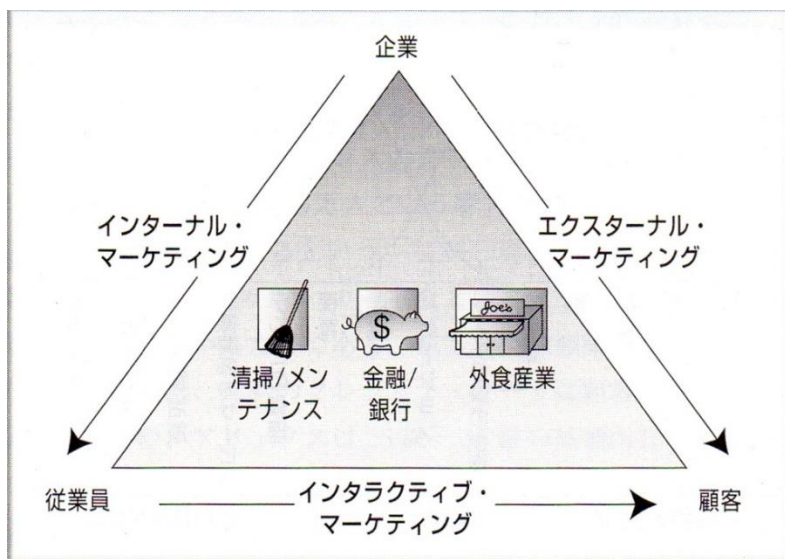 企業
インターナル・
マーケティング
エクスターナル・
マーケティング
Joe's
$
清掃/メン
テナンス
金融/
銀行
外食産業
従業員
インタラクティブ・
マーケティング
顧客